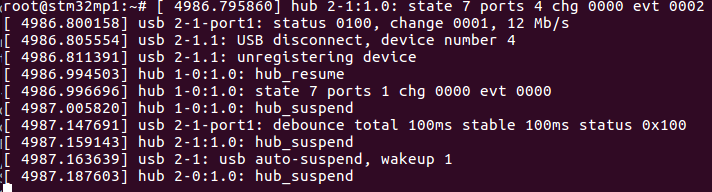 root@stm32mp1:~# [ 4986.795860] hub 2-1:1.0: state 7 ports 4 chg 0000 evt 0002
[ 4986.800158] usb 2-1-port1: status 0100, change 0001, 12 Mb/s
[ 4986.805554] usb 2-1.1: USB disconnect, device number 4
[ 4986.811391] usb 2-1.1: unregistering device
[ 4986.994503] hub 1-0:1.0: hub_resume
[ 4986.996696] hub 1-0:1.0: state 7 ports 1 chg 0000 evt 0000
[ 4987.005820] hub 1-0:1.0: hub_suspend
[ 4987.147691] usb 2-1-port1: debounce total 100ms stable 100ms status 0x100
[ 4987.159143] hub 2-1:1.0: hub_suspend
[ 4987.163639] usb 2-1: usb auto-suspend, wakeup 1
[ 4987.187603] hub 2-0:1.0: hub_suspend